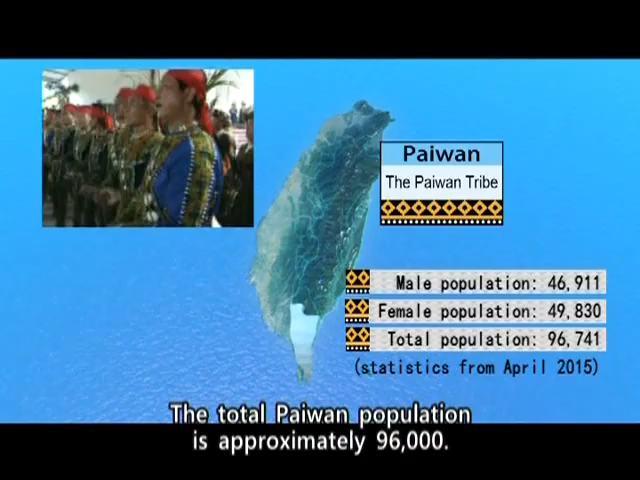 Paiwan
The Paiwan Tribe
Male population: 46,911
Female population: 49,830
Total population: 96,741
(statistics from April 2015)
The total Paiwan population
is approximately 96,000.